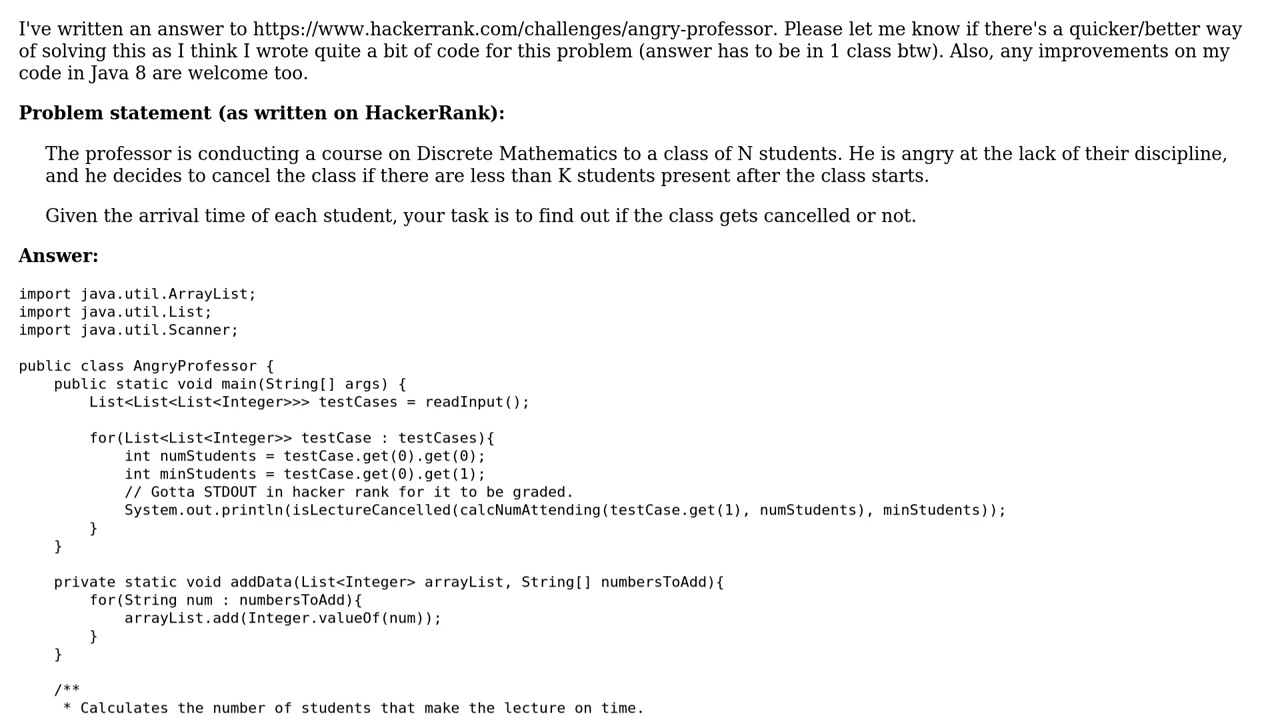 I've written an answer to https://www.hackerrank.com/challenges/angry-professor. Please let me know if there's a quicker/better way
of solving this as I think I wrote quite a bit of code for this problem (answer has to be in 1 class btw). Also, any improvements on my
code in Java 8 are welcome too.
Problem statement (as written on HackerRank):
The professor is conducting a course on Discrete Mathematics to a class of N students. He is angry at the lack of their discipline,
and he decides to cancel the class if there are less than K students present after the class starts.
Given the arrival time of each student, your task is to find out if the class gets cancelled or not.
Answer:
import java.util.ArrayList;
import java.util.List;
import java.util.Scanner;
public class AngryProfessor {
    public static void main(String[] args) {
        List<List<List<Integer>>> testCases = readInput();
        for(List<List<Integer>> testCase : testCases){
            int numStudents = testCase.get(0).get(0);
            int minStudents = testCase.get(0).get(1);
            // Gotta STDOUT in hacker rank for it to be graded.
            System.out.println(isLectureCancelled(calcNumAttending(testCase.get(1), numStudents), minStudents));
        }
    }
    private static void addData(List<Integer> arrayList, String[] numbersToAdd){
        for(String num : numbersToAdd){
            arrayList.add(Integer.valueOf(num));
        }
    }
    /**
     * Calculates the number of students that make the lecture on time.